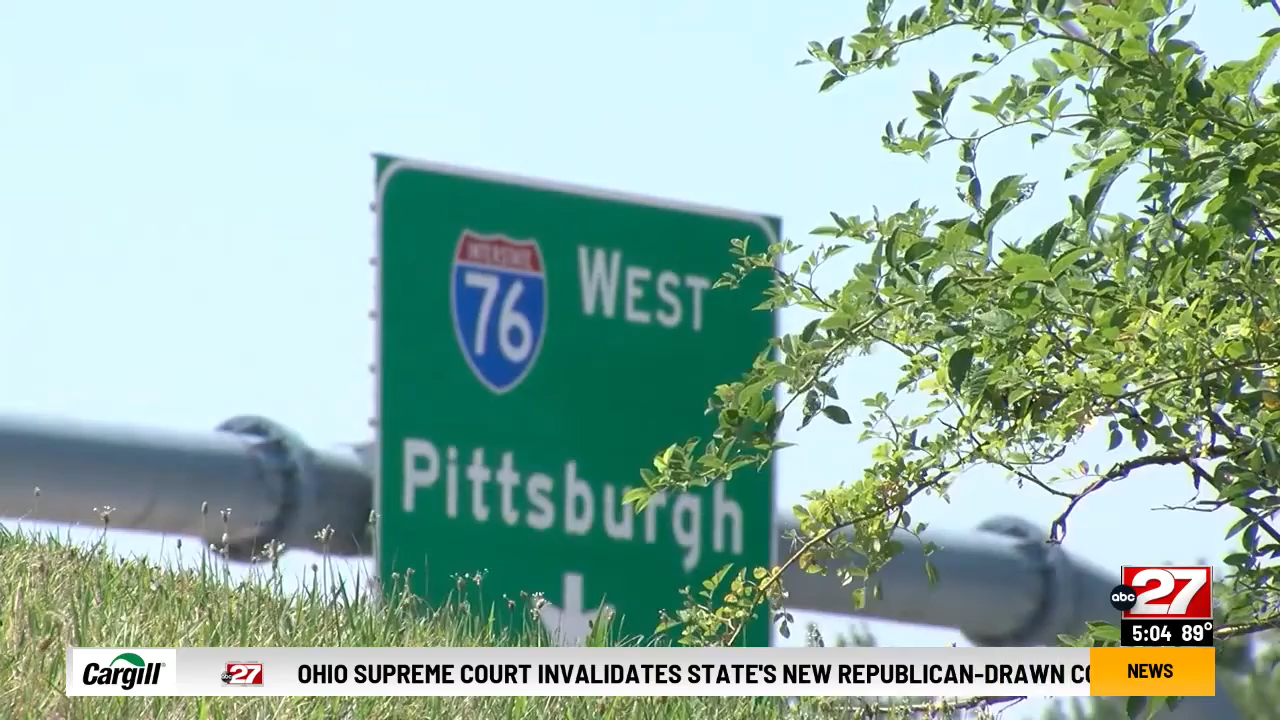 INTERSTATE
76
WEST
Pittsburgh
abc 27
5:04 89°
Cargill
abc 27
OHIO SUPREME COURT INVALIDATES STATE'S NEW REPUBLICAN-DRAWN
NEWS